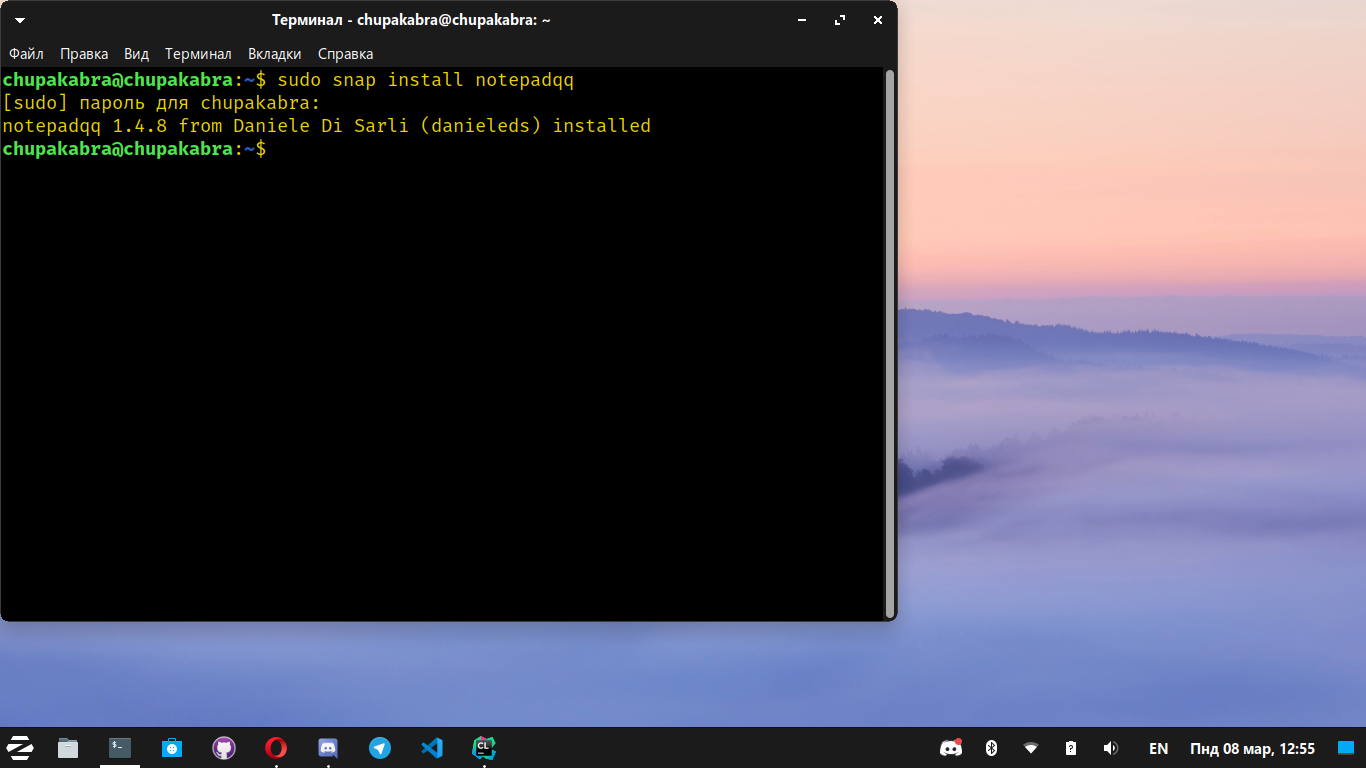 Терминал - chupakabra@chupakabra: ~
Файл Правка Вид Терминал Вкладки Справка
chupakabra@chupakabra:~$ sudo snap install notepadqq
[sudo] пароль для chupakabra:
notepadqq 1.4.8 from Daniele Di Sarli (danieleds) installed
chupakabra@chupakabra:~$
$_ CL EN Пнд 08 мар, 12:55